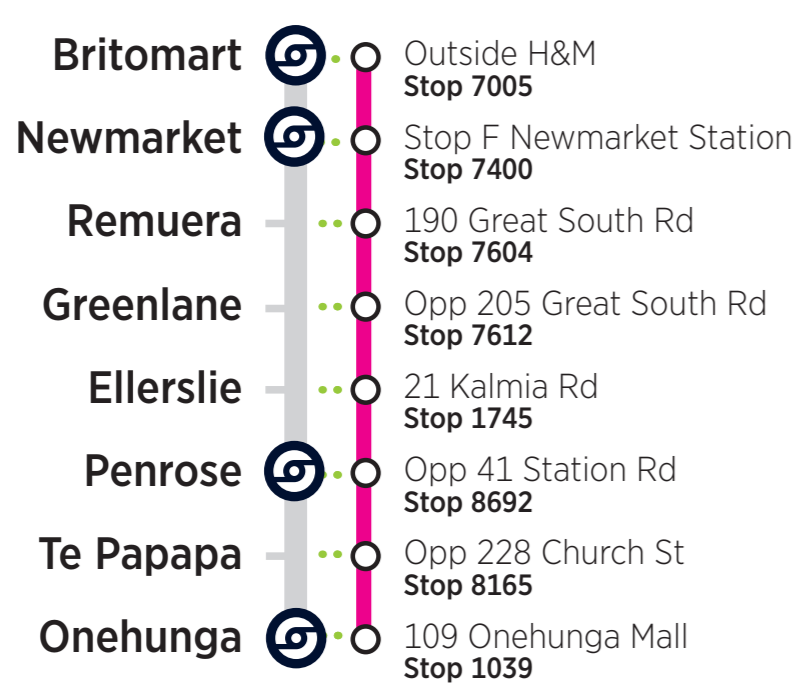 Britomart
Outside H&M
Stop 7005
Newmarket
Stop F Newmarket Station
Stop 7400
Remuera
190 Great South Rd
Stop 7604
Greenlane
Opp 205 Great South Rd
Stop 7612
Ellerslie
21 Kalmia Rd
Stop 1745
Penrose
Opp 41 Station Rd
Stop 8692
Te Papapa
Opp 228 Church St
Stop 8165
Onehunga
109 Onehunga Mall
Stop 1039